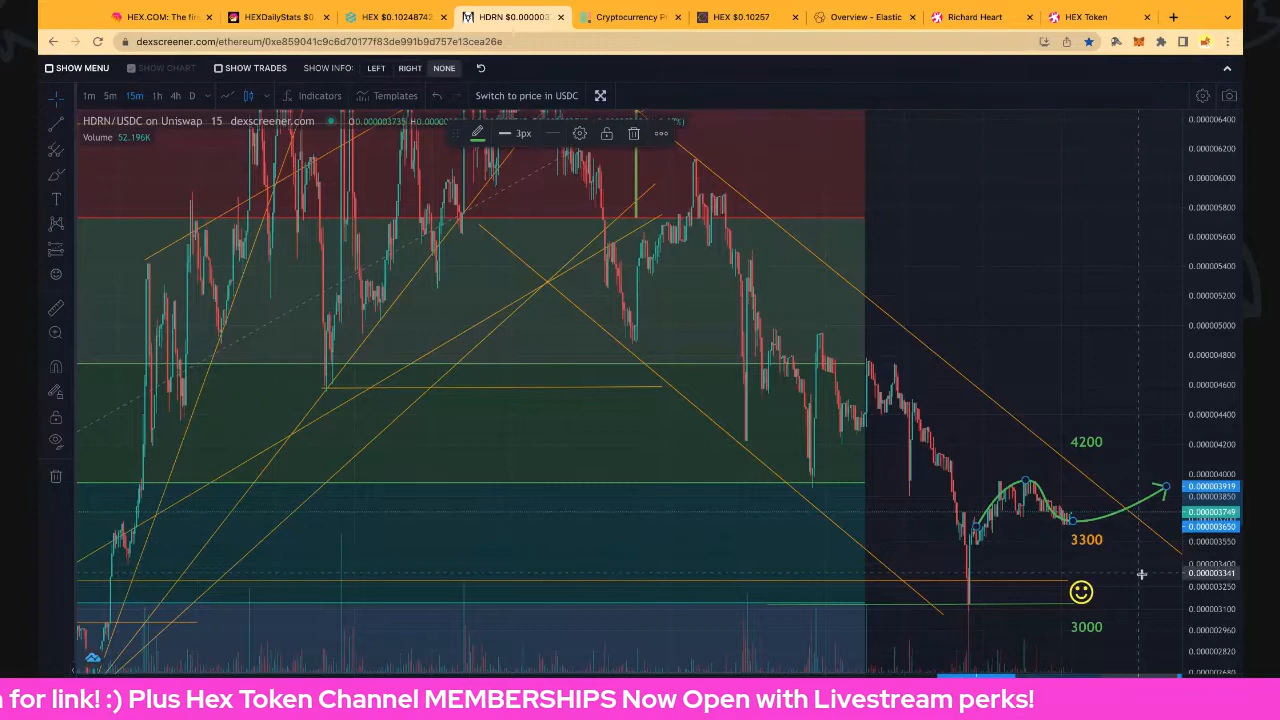 HEX.COM: The firs
HEXDailyStats $0.
HEX $0.10248743
HDRN $0.000003
Cryptocurrency P
HEX $0.10257
Overview - Elastic
Richard Heart
HEX Token
dexscreener.com/ethereum/0xe859041c9c6d70177f83de991b9d757e13cea26e
SHOW MENU
SHOW CHART
SHOW TRADES
SHOW INFO:
LEFT
RIGHT
NONE
1m 5m 15m 1h 4h D
Indicators
Templates
Switch to price in USDC
HDRN/USDC on Uniswap 15 dexscreener.com
Volume 52.196K
3px
0.000006400
0.000006200
0.000006000
0.000005800
0.000005600
0.000005400
0.000005200
0.000005000
0.000004800
0.000004600
0.000004400
4200
0.000004200
0.000004000
0.000003919
0.000003850
0.000003749
0.000003650
3300
0.000003550
0.000003400
0.000003341
0.000003250
0.000003100
3000
0.000002960
0.000002820
0.000002680
for link! :) Plus Hex Token Channel MEMBERSHIPS Now Open with Livestream perks!